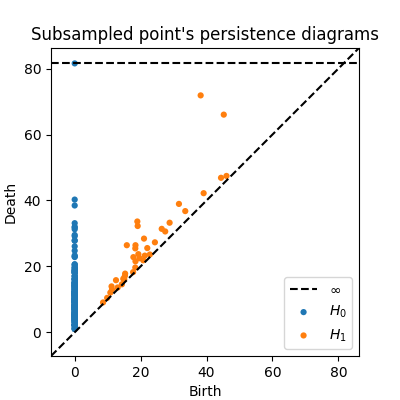 Subsampled point's persistence diagrams
Death
80
60
40
20
0
0 20 40 60 80
Birth
∞
H₀
H₁